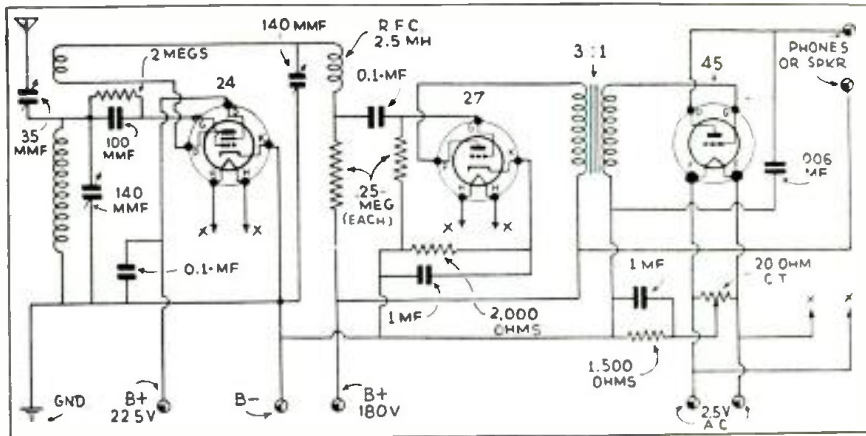 140 MMF
R F C
2.5 MH
2 MEGS
24
0.1-MF
3:1
45
PHONES
OR SPKR
27
35
MMF
100
MMF
140
MMF
.25-
MEG
(EACH)
.006
MF
G
P
K
H
H
G
P
K
H
H
P
G
F
F
X
X
X
X
0.1-MF
1 MF
2,000
OHMS
1 MF
20 OHM
C T
X
X
1,500
OHMS
GND
B+
22.5V
B-
B+
180V
2.5V
A C